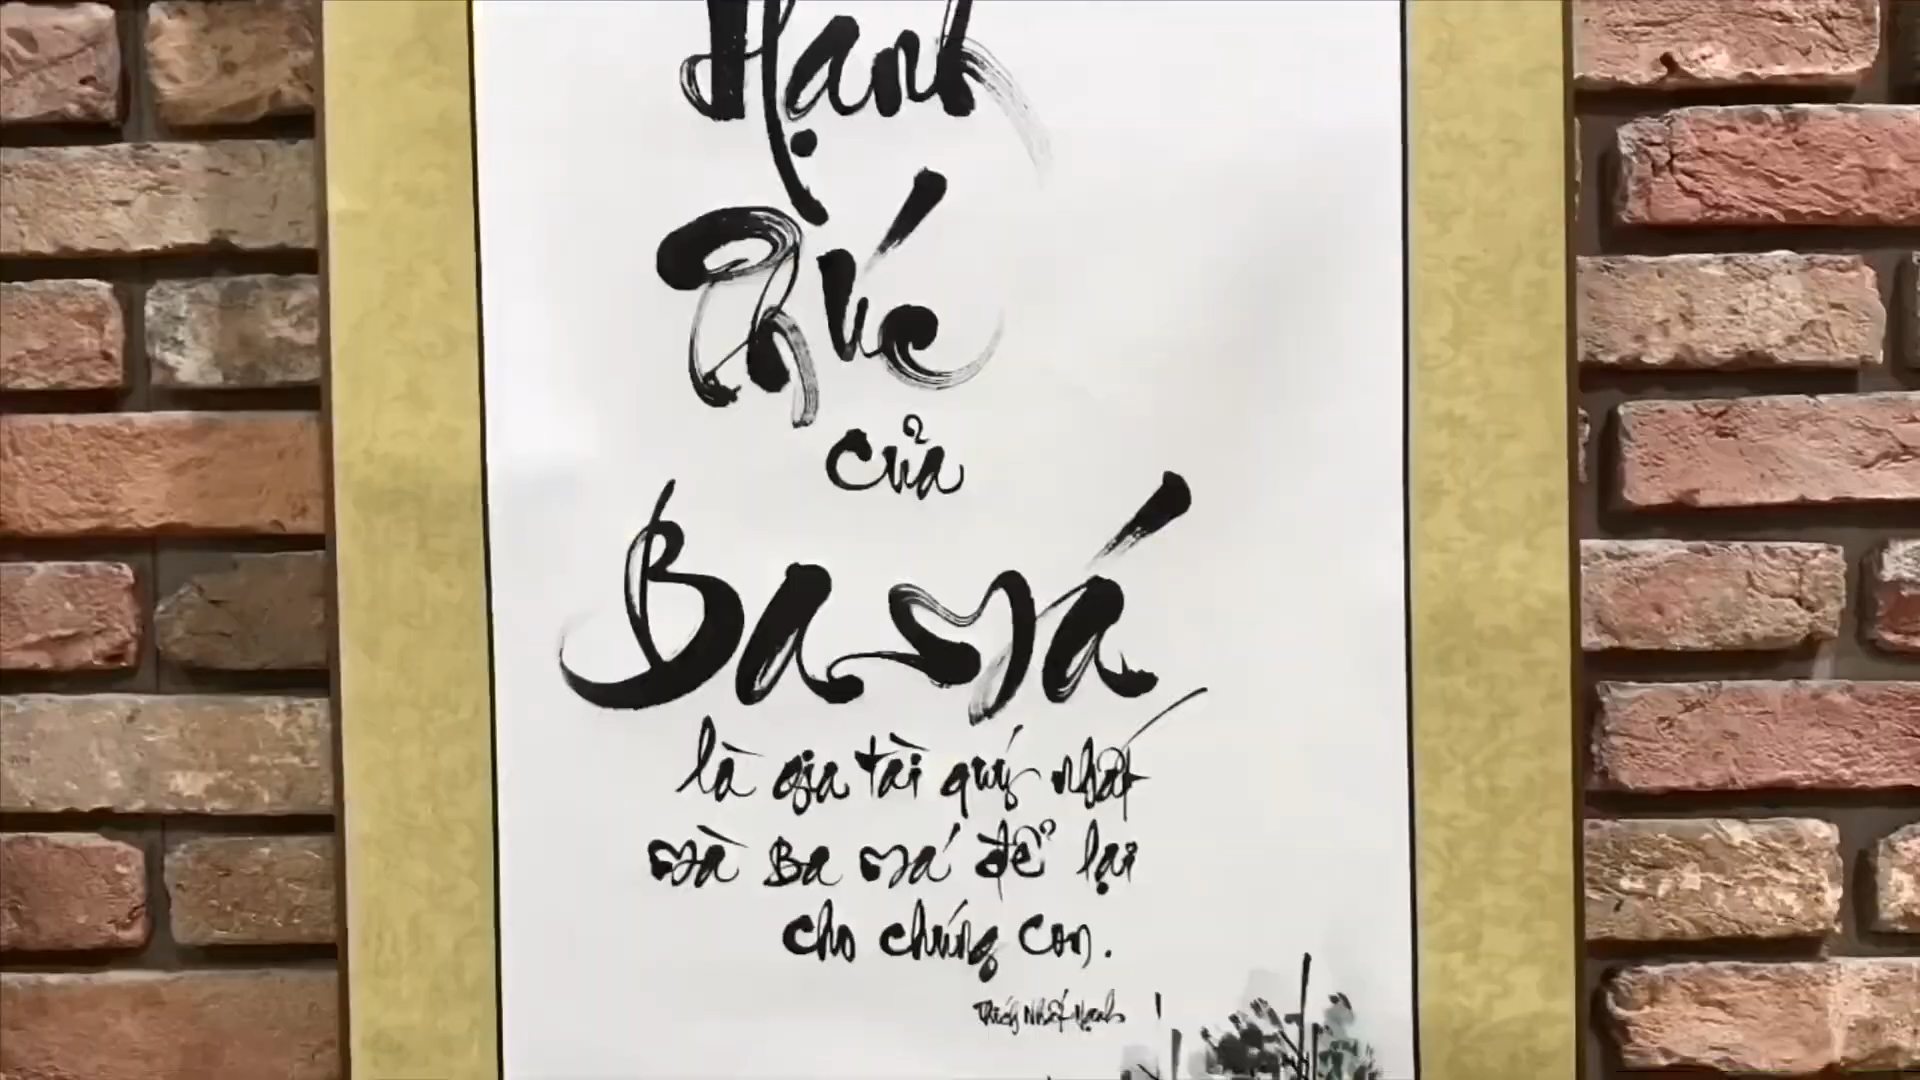 Hạnh
Phúc
của
Ba má
là gia tài quý nhất
mà Ba má để lại
cho chúng con.
Thích Nhất Hạnh